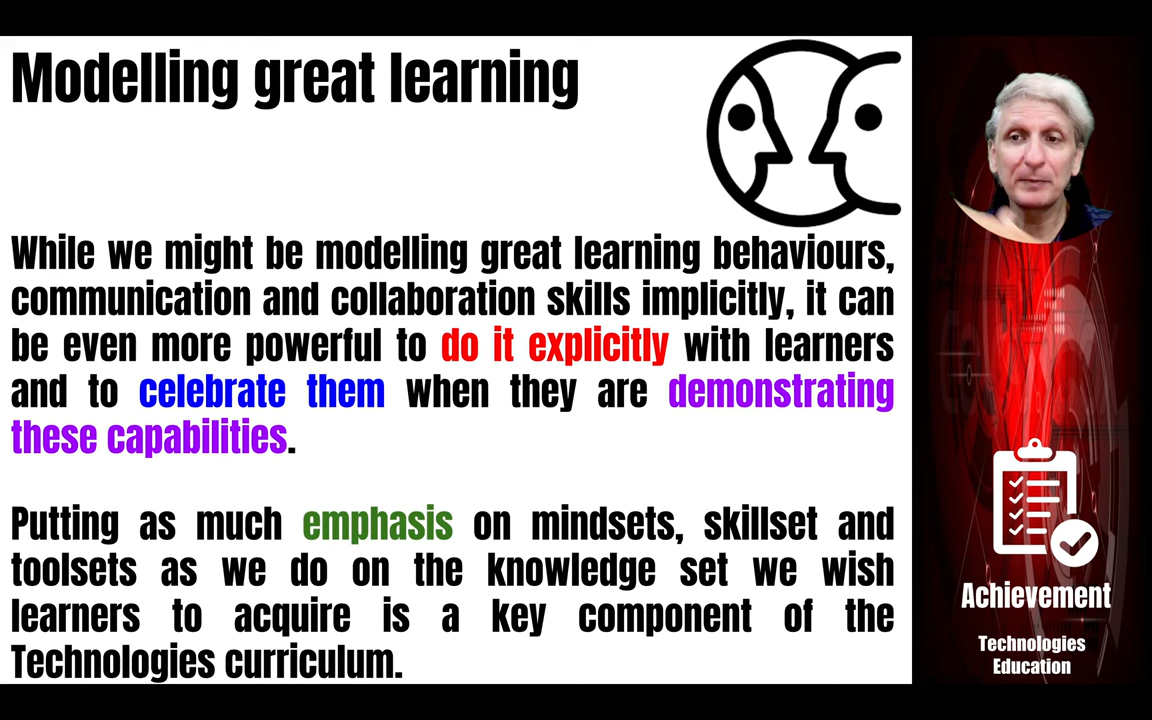 Modelling great learning
While we might be modelling great learning behaviours,
communication and collaboration skills implicitly, it can
be even more powerful to do it explicitly with learners
and to celebrate them when they are demonstrating
these capabilities.
Putting as much emphasis on mindsets, skillset and
toolsets as we do on the knowledge set we wish
learners to acquire is a key component of the
Technologies curriculum.
Achievement
Technologies
Education